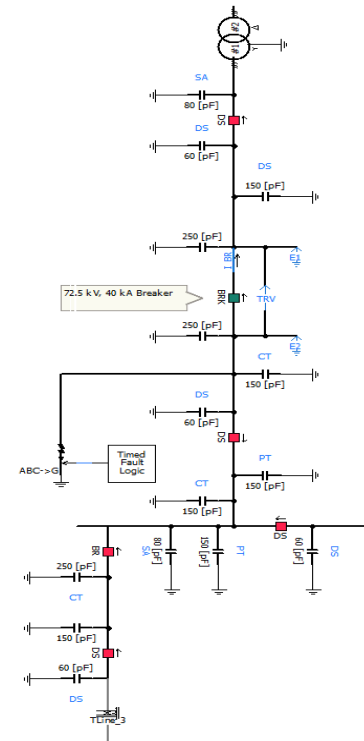 #2
#1
Y
SA
80 [pF]
DS
DS
60 [pF]
DS
150 [pF]
250 [pF]
E1
I_BR
72.5 kV, 40 kA Breaker
BRK
TRV
250 [pF]
E2
CT
150 [pF]
DS
60 [pF]
DS
ABC->G
Timed
Fault
Logic
PT
150 [pF]
CT
150 [pF]
DS
BR
250 [pF]
CT
SA
80 [pF]
150 [pF]
PT
60 [pF]
DS
150 [pF]
DS
60 [pF]
DS
TLine_3